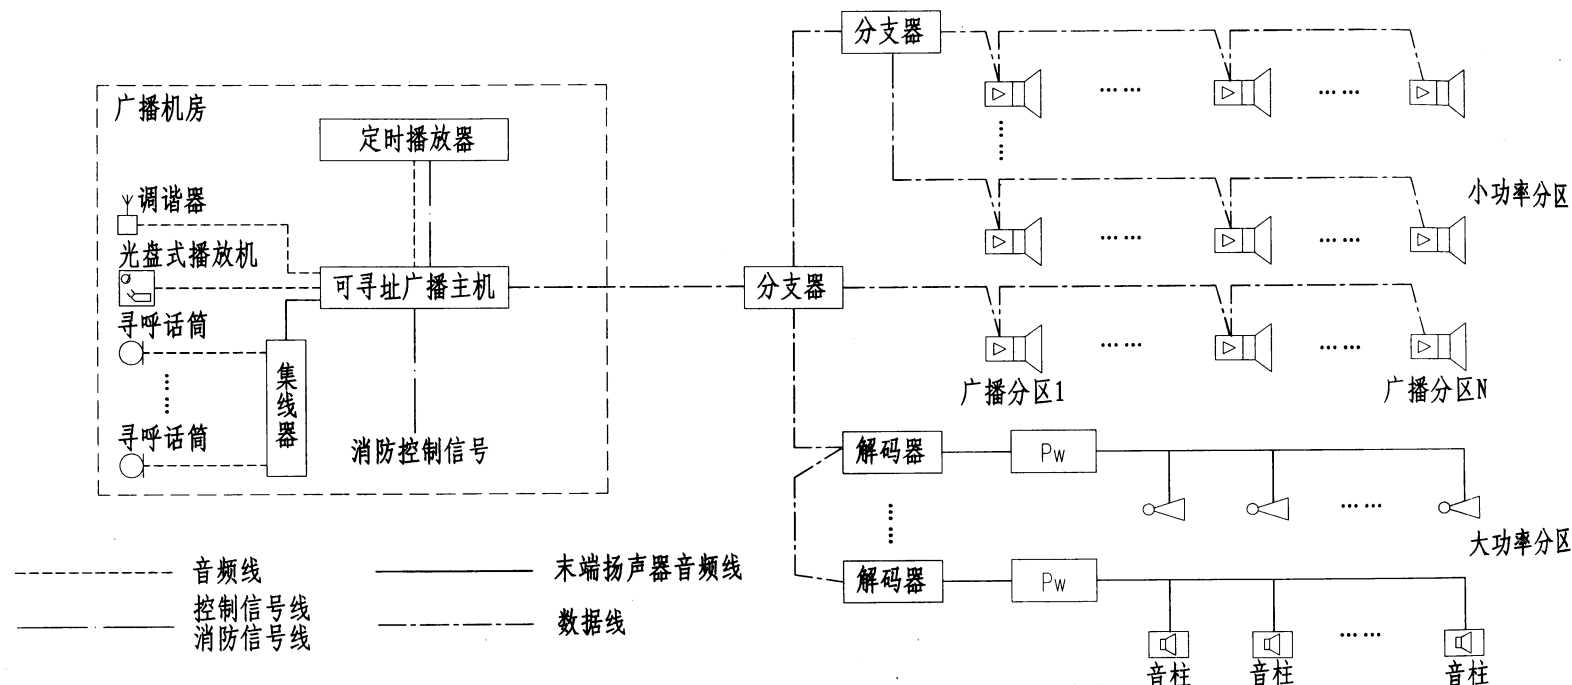 分支器
广播机房
定时播放器
调谐器
小功率分区
光盘式播放机
可寻址广播主机
分支器
寻呼话筒
集线器
广播分区1
广播分区N
寻呼话筒
消防控制信号
解码器
Pw
大功率分区
音频线
末端扬声器音频线
解码器
Pw
控制信号线
消防信号线
数据线
音柱
音柱
音柱